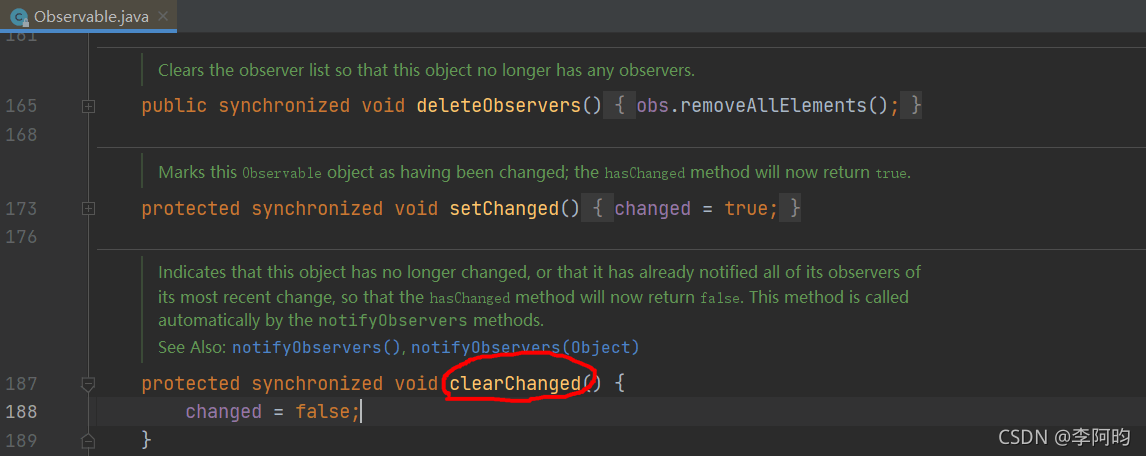 Observable.java
161
Clears the observer list so that this object no longer has any observers.
165 public synchronized void deleteObservers() { obs.removeAllElements(); }
168
Marks this Observable object as having been changed; the hasChanged method will now return true.
173 protected synchronized void setChanged() { changed = true; }
176
Indicates that this object has no longer changed, or that it has already notified all of its observers of
its most recent change, so that the hasChanged method will now return false. This method is called
automatically by the notifyObservers methods.
See Also: notifyObservers(), notifyObservers(Object)
187 protected synchronized void clearChanged() {
188 changed = false;
189 }
CSDN @李阿昀